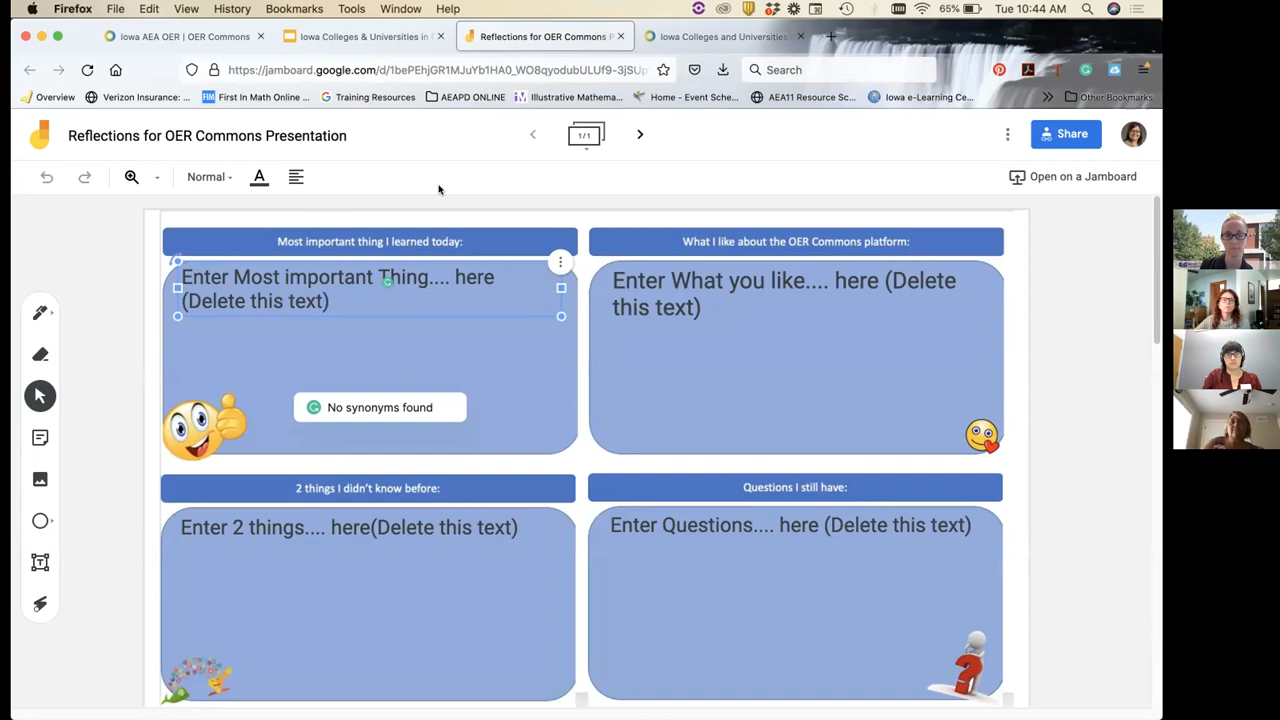 Firefox File Edit View History Bookmarks Tools Window Help 65% Tue 10:44 AM
Iowa AEA OER | OER Commons Iowa Colleges & Universities in Reflections for OER Commons P Iowa Colleges and Universities
https://jamboard.google.com/d/1bePEhjGR1MJuYb1HA0_WO8qyodubULUf9-3jSUp Search
Overview Verizon Insurance: ... First In Math Online ... Training Resources AEAPD ONLINE Illustrative Mathema... Home - Event Sche... AEA11 Resource Sc... Iowa e-Learning Ce... Other Bookmarks
Reflections for OER Commons Presentation 1/1 Share
Normal A Open on a Jamboard
Most important thing I learned today:
Enter Most important Thing.... here
(Delete this text)
No synonyms found
What I like about the OER Commons platform:
Enter What you like.... here (Delete
this text)
2 things I didn't know before:
Enter 2 things.... here(Delete this text)
Questions I still have:
Enter Questions.... here (Delete this text)